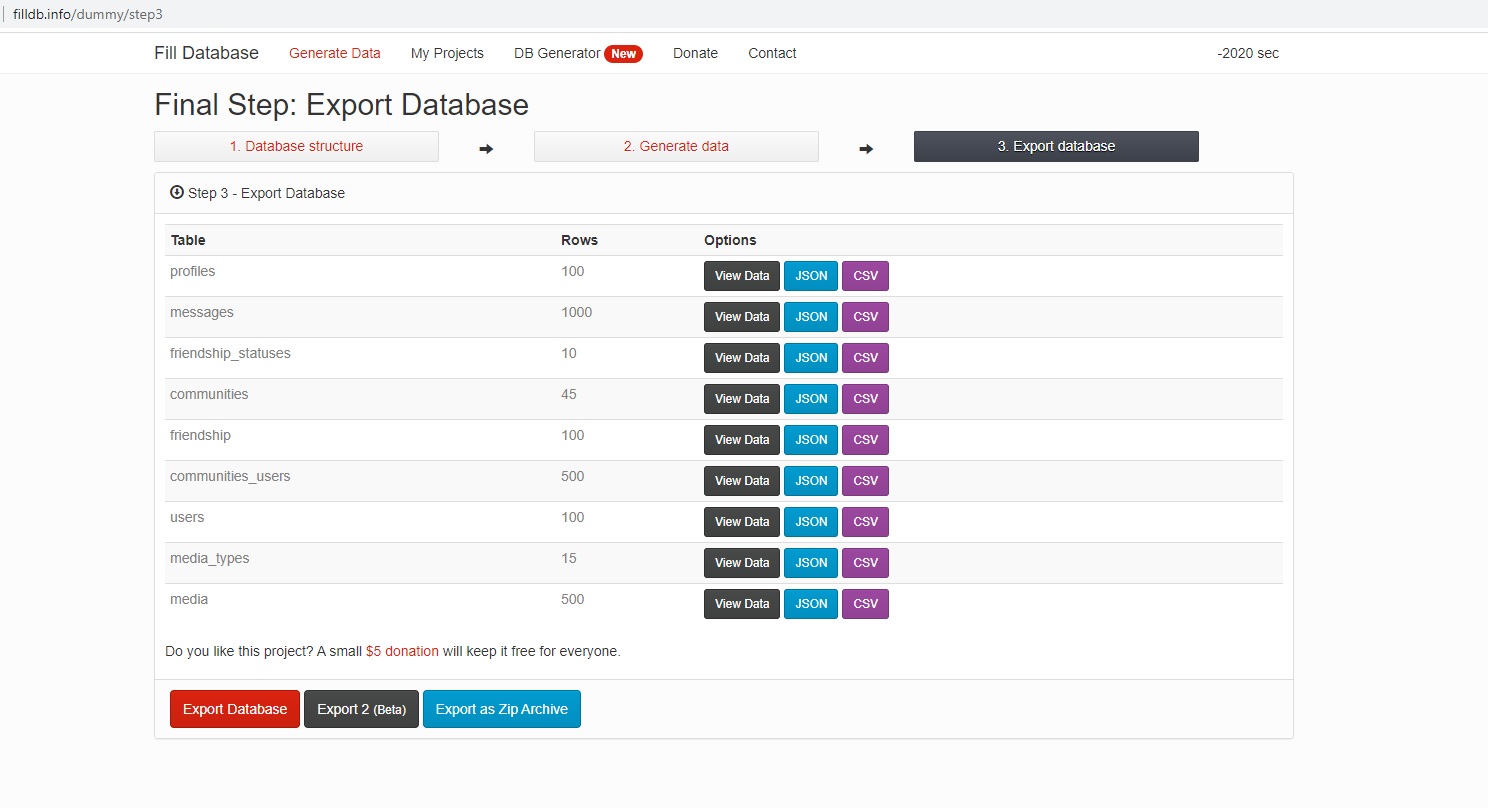 filldb.info/dummy/step3
Fill Database Generate Data My Projects DB Generator New Donate Contact -2020 sec
Final Step: Export Database
1. Database structure 2. Generate data 3. Export database
Step 3 - Export Database
Table Rows Options
profiles 100 View Data JSON CSV
messages 1000 View Data JSON CSV
friendship_statuses 10 View Data JSON CSV
communities 45 View Data JSON CSV
friendship 100 View Data JSON CSV
communities_users 500 View Data JSON CSV
users 100 View Data JSON CSV
media_types 15 View Data JSON CSV
media 500 View Data JSON CSV
Do you like this project? A small $5 donation will keep it free for everyone.
Export Database Export 2 (Beta) Export as Zip Archive